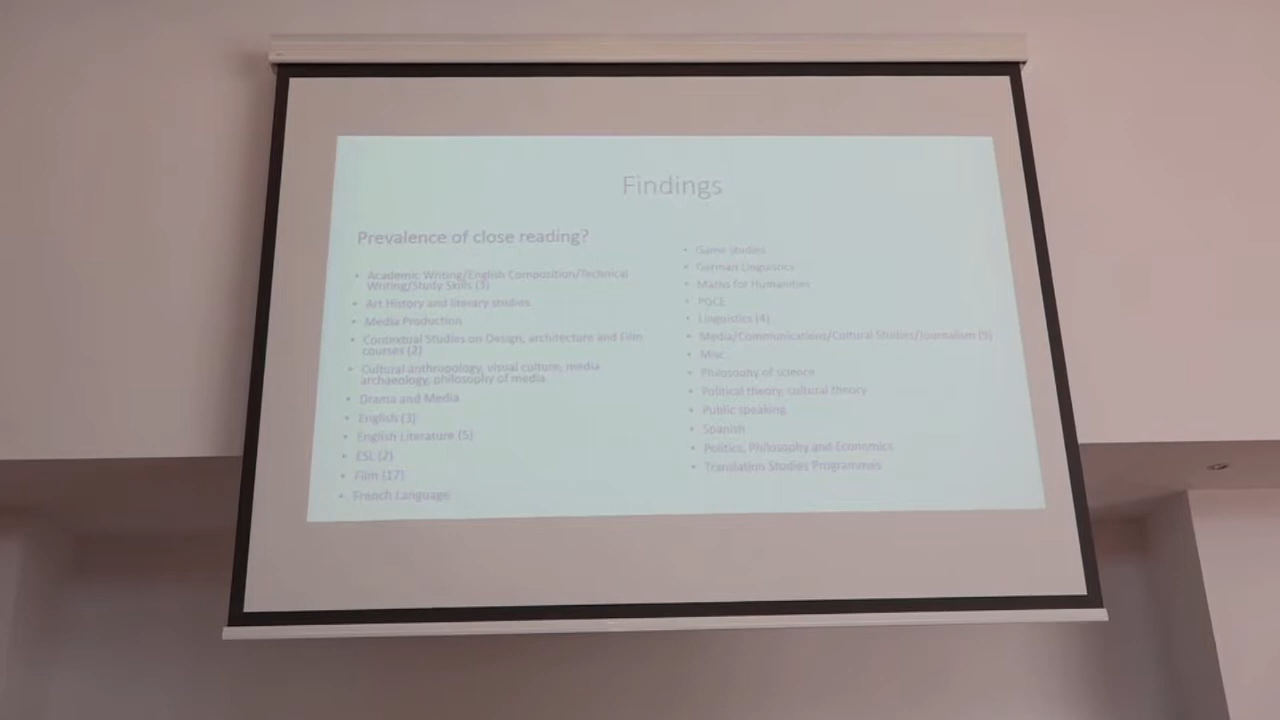 Findings
Prevalence of close reading?
• Academic Writing/English Composition/Technical
Writing/Study Skills (3)
• Art History and literary studies
• Media Production
• Contextual Studies on Design, architecture and Film
courses (2)
• Cultural anthropology, visual culture, media
archaeology, philosophy of media
• Drama and Media
• English (3)
• English Literature (5)
• ESL (2)
• Film (17)
• French Language
• Game studies
• German Linguistics
• Maths for Humanities
• PGCE
• Linguistics (4)
• Media/Communications/Cultural Studies/Journalism (9)
• Misc
• Philosophy of science
• Political theory, cultural theory
• Public speaking
• Spanish
• Politics, Philosophy and Economics
• Translation Studies Programmes